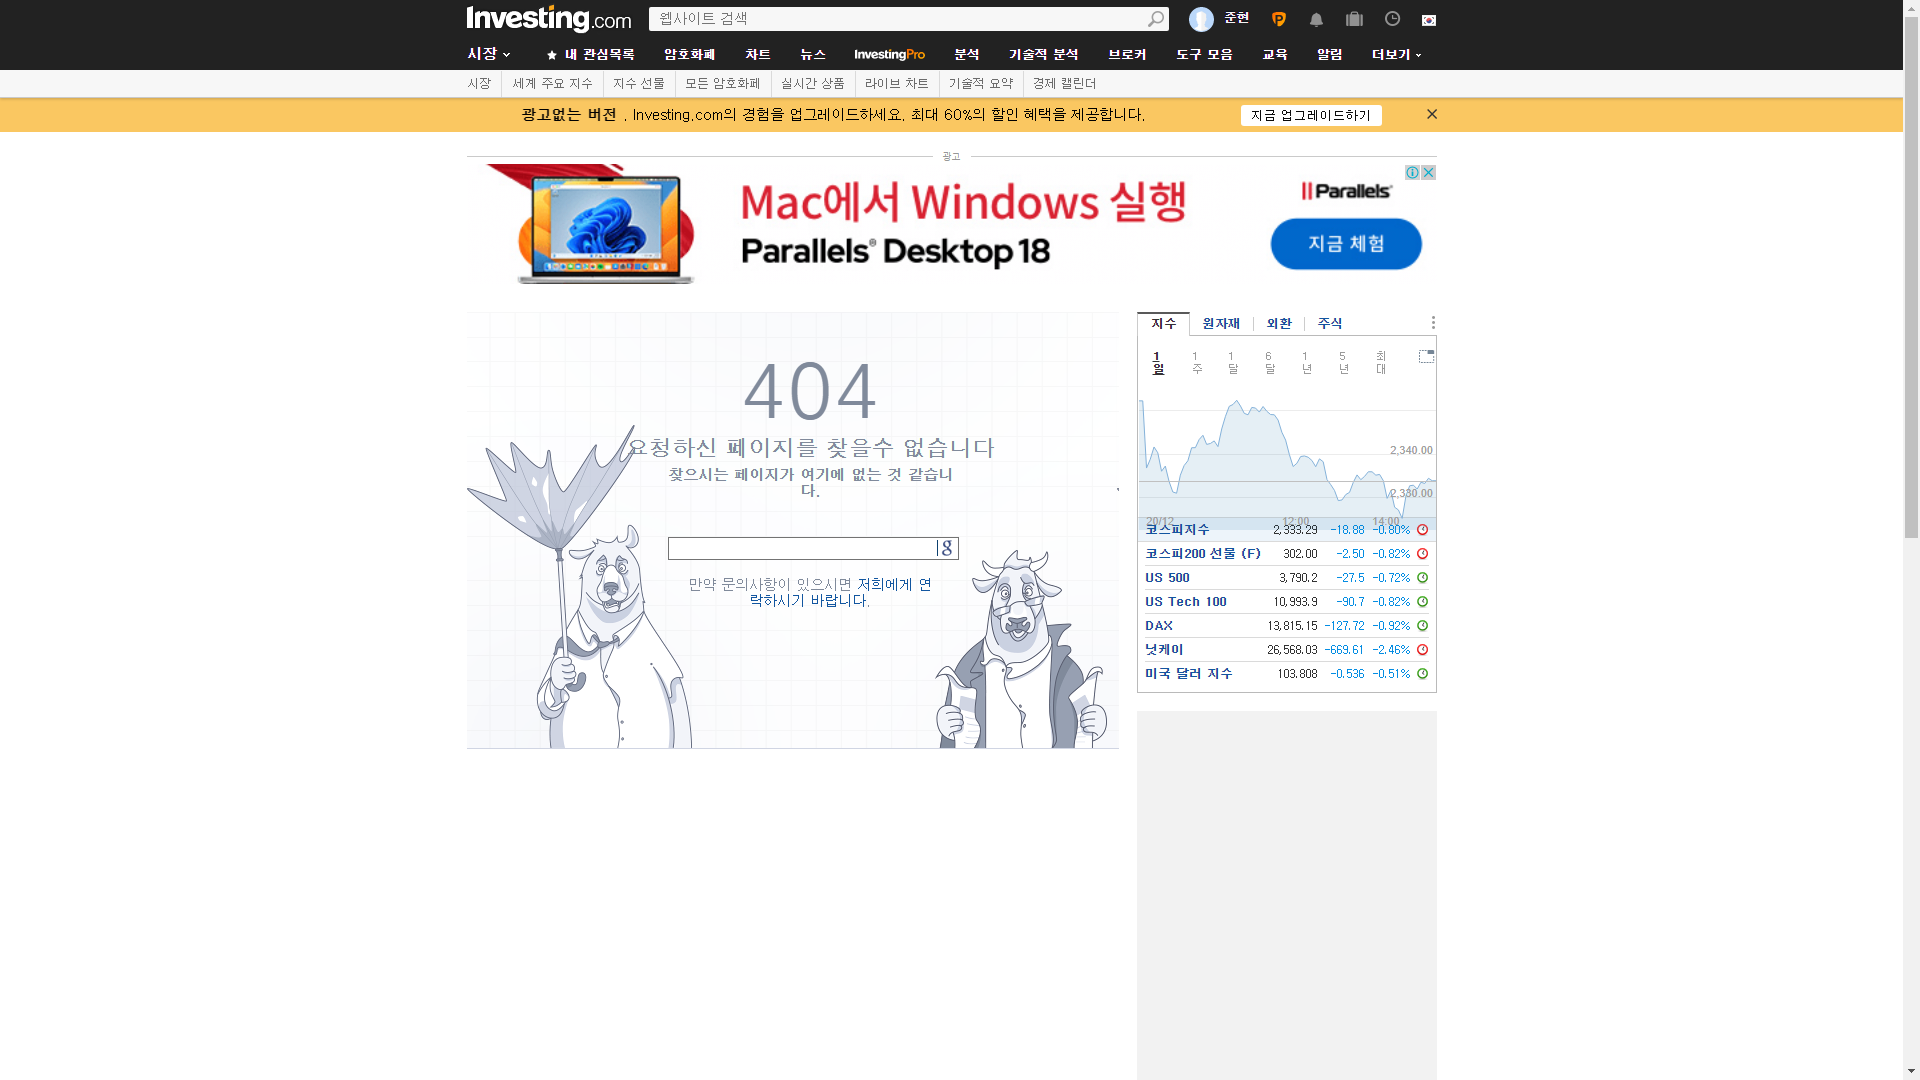 Investing.com
웹사이트 검색
준현
시장
내 관심목록
암호화폐
차트
뉴스
InvestingPro
분석
기술적 분석
브로커
도구 모음
교육
알림
더보기
시장
세계 주요 지수
지수 선물
모든 암호화폐
실시간 상품
라이브 차트
기술적 요약
경제 캘린더
광고없는 버전 . Investing.com의 경험을 업그레이드하세요. 최대 60%의 할인 혜택을 제공합니다.
지금 업그레이드하기
광고
Mac에서 Windows 실행
Parallels® Desktop 18
Parallels®
지금 체험
404
요청하신 페이지를 찾을수 없습니다
찾으시는 페이지가 여기에 없는 것 같습니
다.
g
만약 문의사항이 있으시면 저희에게 연
락하시기 바랍니다.
지수
원자재
외환
주식
1일
1주
1달
6달
1년
5년
최대
2,340.00
2,330.00
20/12
12:00
14:00
코스피지수 2,333.29 -18.88 -0.80%
코스피200 선물 (F) 302.00 -2.50 -0.82%
US 500 3,790.2 -27.5 -0.72%
US Tech 100 10,993.9 -90.7 -0.82%
DAX 13,815.15 -127.72 -0.92%
닛케이 26,568.03 -669.61 -2.46%
미국 달러 지수 103.808 -0.536 -0.51%